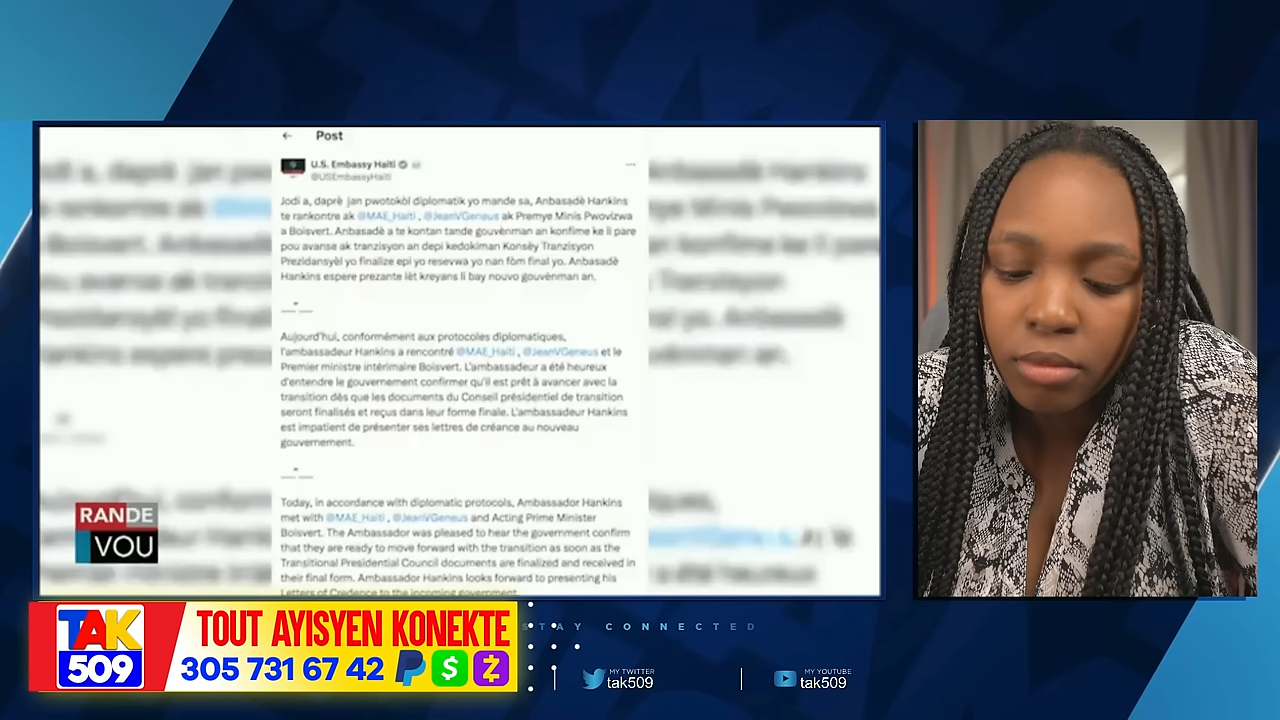 Post
U.S. Embassy Haiti
@USEmbassyHaiti
Jodi a, daprè jan pwotokòl diplomatik yo mande sa, Anbasadè Hankins
te rankontre ak @MAE_Haiti , @JeanVGeneus ak Premye Minis Pwovizwa
a Boisvert. Anbasadè a te kontan tande gouvènman an konfime ke li pare
pou avanse ak tranzisyon an depi kedokiman Konsèy Tranzisyon
Prezidansyèl yo finalize epi yo resevwa yo nan fòm final yo. Anbasadè
Hankins espere prezante lèt kreyans li bay nouvo gouvènman an.
Aujourd'hui, conformément aux protocoles diplomatiques,
l'ambassadeur Hankins a rencontré @MAE_Haiti , @JeanVGeneus et le
Premier ministre intérimaire Boisvert. L'ambassadeur a été heureux
d'entendre le gouvernement confirmer qu'il est prêt à avancer avec la
transition dès que les documents du Conseil présidentiel de transition
seront finalisés et reçus dans leur forme finale. L'ambassadeur Hankins
est impatient de présenter ses lettres de créance au nouveau
gouvernement.
Today, in accordance with diplomatic protocols, Ambassador Hankins
met with @MAE_Haiti , @JeanVGeneus and Acting Prime Minister
Boisvert. The Ambassador was pleased to hear the government confirm
that they are ready to move forward with the transition as soon as the
Transitional Presidential Council documents are finalized and received in
their final form. Ambassador Hankins looks forward to presenting his
Letters of Credence to the incoming government.
RANDE
VOU
TAK
509
TOUT AYISYEN KONEKTE
305 731 67 42
STAY CONNECTED
MY TWITTER
tak509
MY YOUTUBE
tak509